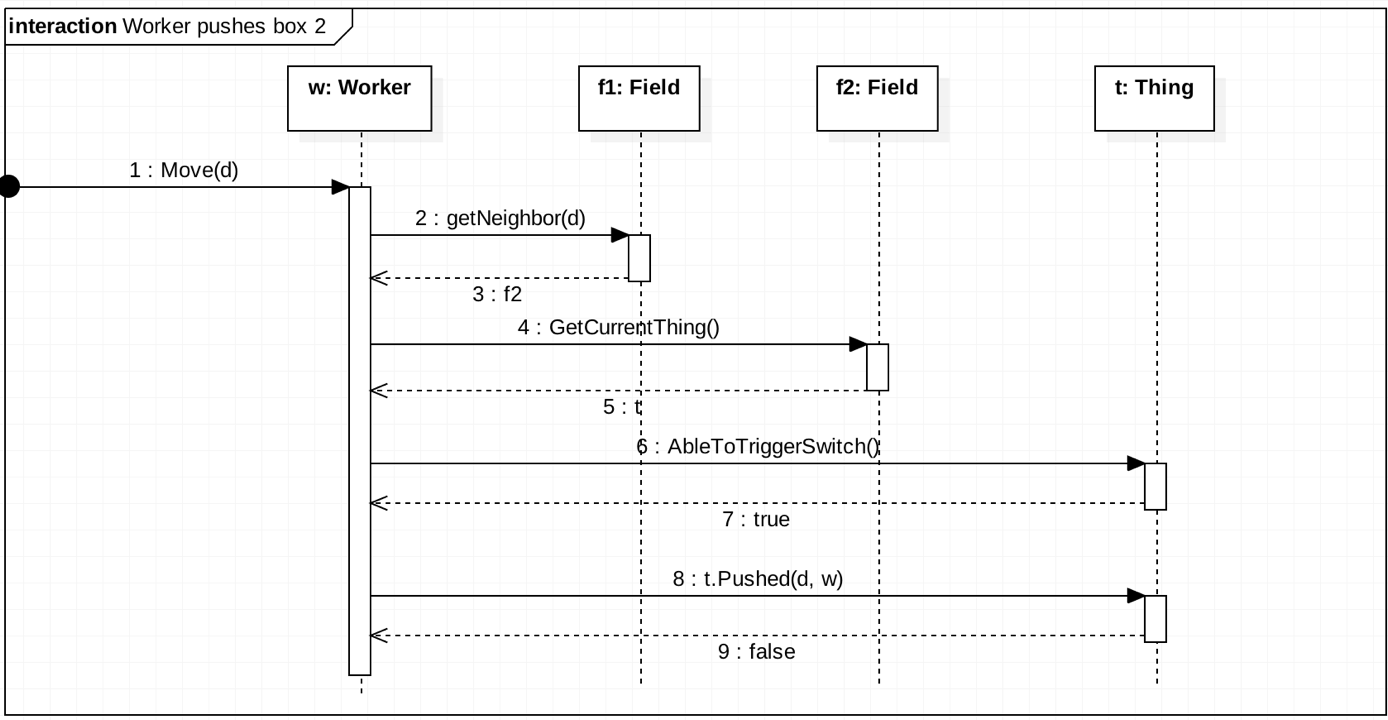 interaction Worker pushes box 2
w: Worker
f1: Field
f2: Field
t: Thing
1 : Move(d)
2 : getNeighbor(d)
3 : f2
4 : GetCurrentThing()
5 : t
6 : AbleToTriggerSwitch()
7 : true
8 : t.Pushed(d, w)
9 : false